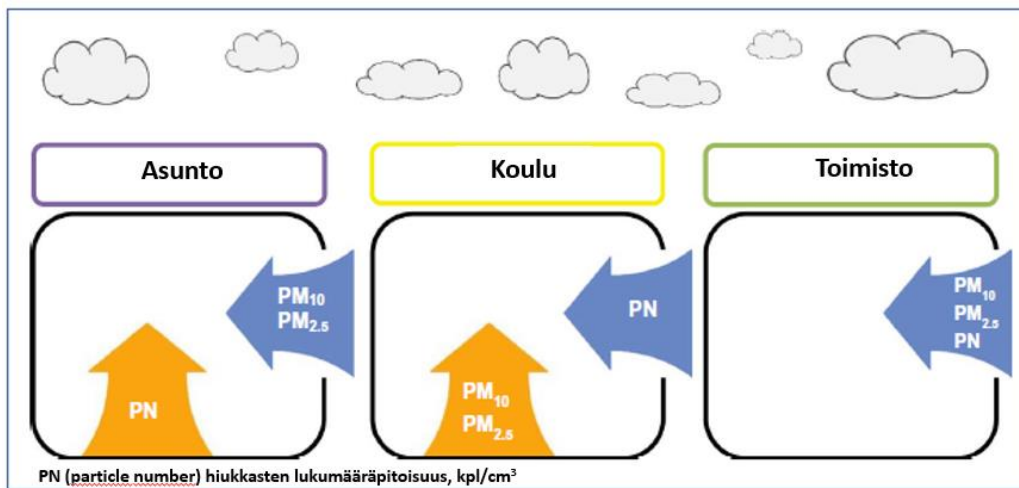 Asunto
Koulu
Toimisto
PM₁₀
PM₂.₅
PN
PN
PM₁₀
PM₂.₅
PM₁₀
PM₂.₅
PN
PN (particle number) hiukkasten lukumääräpitoisuus, kpl/cm³